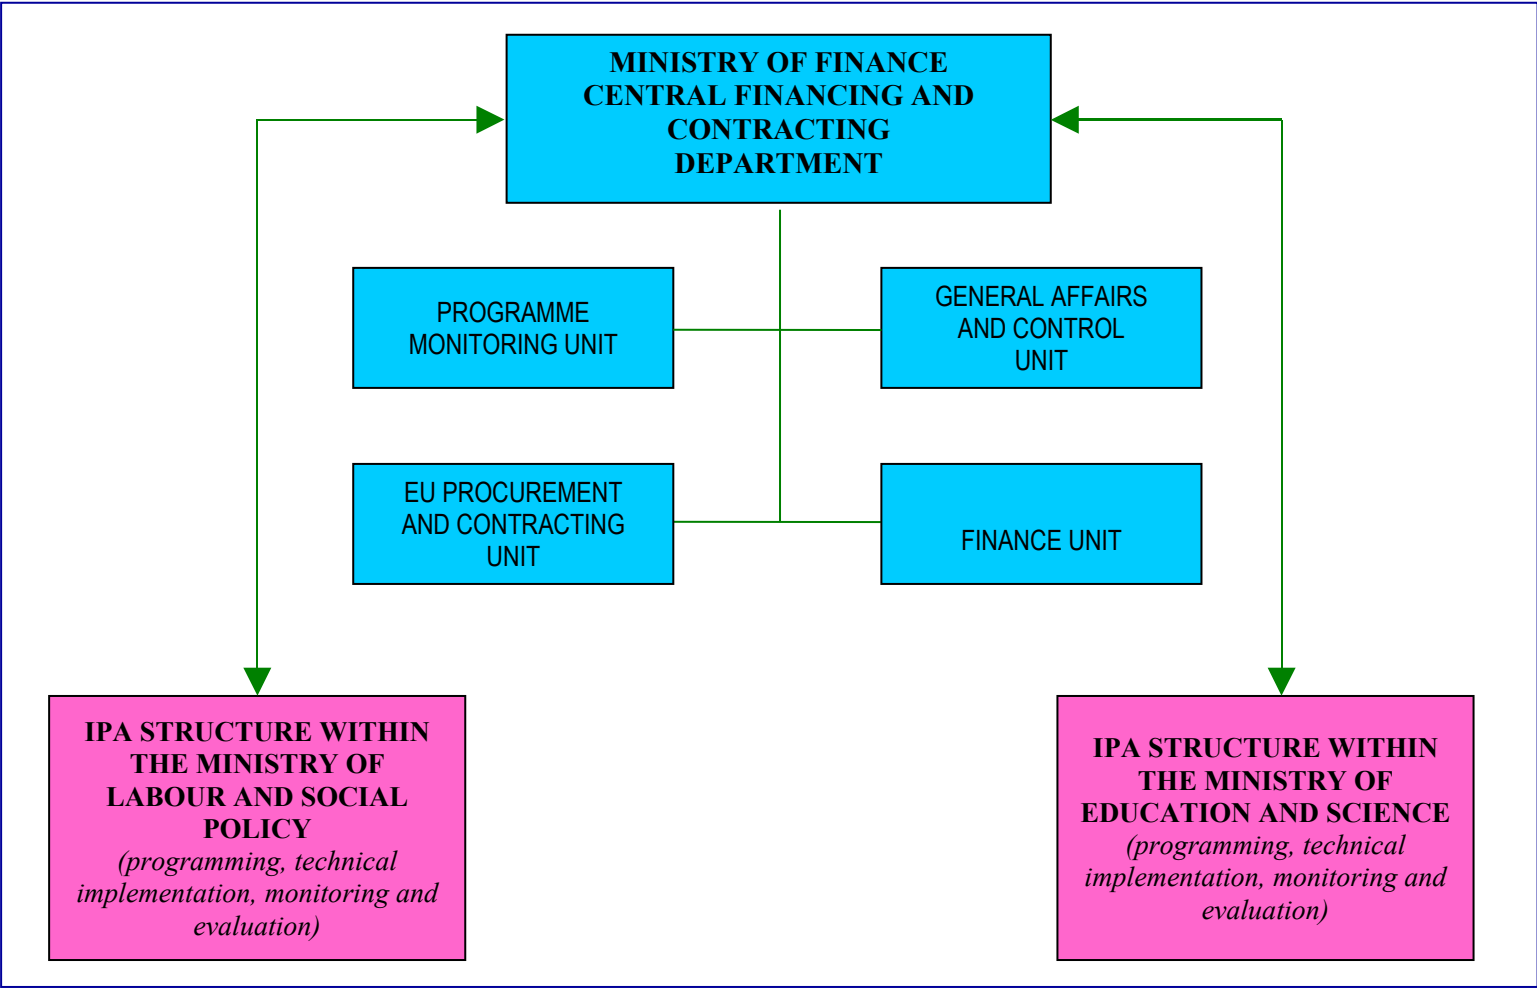 MINISTRY OF FINANCE
CENTRAL FINANCING AND
CONTRACTING
DEPARTMENT
PROGRAMME
MONITORING UNIT
GENERAL AFFAIRS
AND CONTROL
UNIT
EU PROCUREMENT
AND CONTRACTING
UNIT
FINANCE UNIT
IPA STRUCTURE WITHIN
THE MINISTRY OF
LABOUR AND SOCIAL
POLICY
(programming, technical
implementation, monitoring and
evaluation)
IPA STRUCTURE WITHIN
THE MINISTRY OF
EDUCATION AND SCIENCE
(programming, technical
implementation, monitoring and
evaluation)